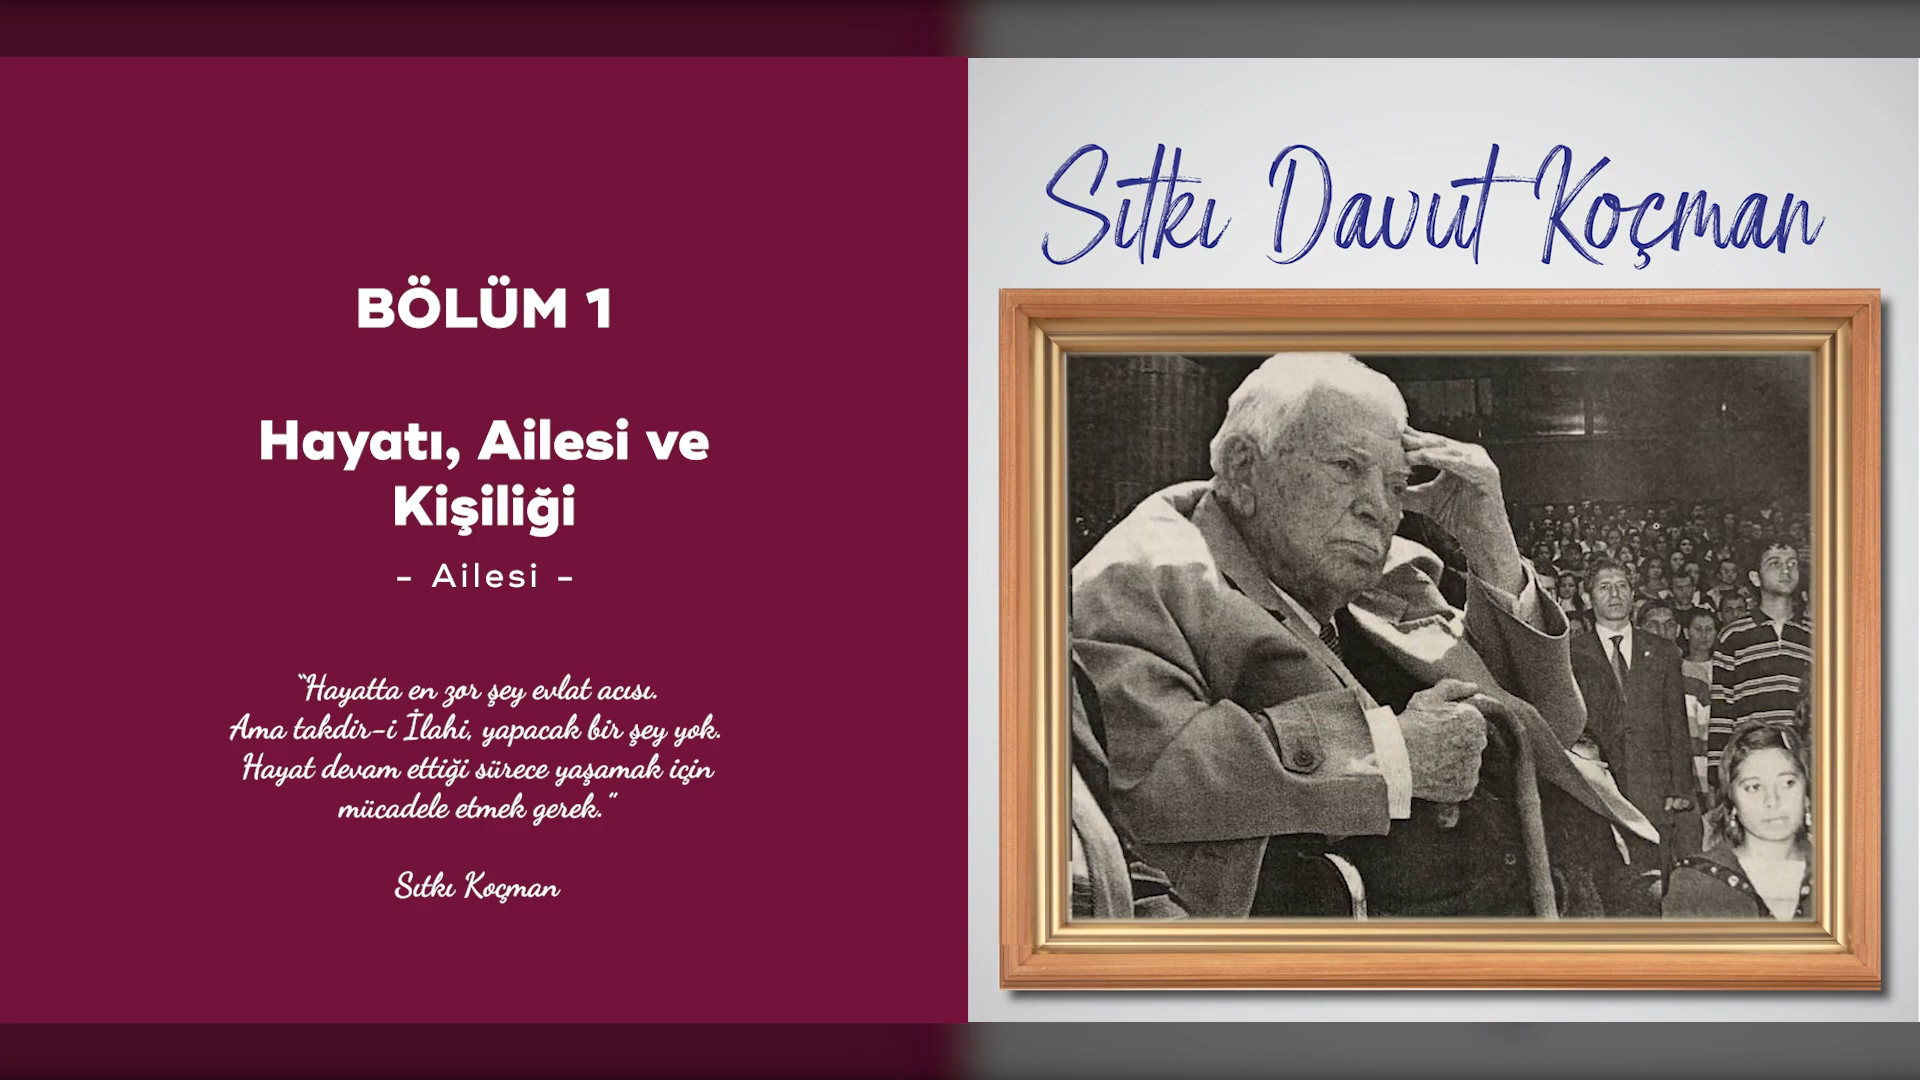 BÖLÜM 1
Hayatı, Ailesi ve
Kişiliği
- Ailesi -
“Hayatta en zor şey evlat acısı.
Ama takdir-i İlahi, yapacak bir şey yok.
Hayat devam ettiği sürece yaşamak için
mücadele etmek gerek.”
Sıtkı Koçman
Sıtkı Davut Koçman